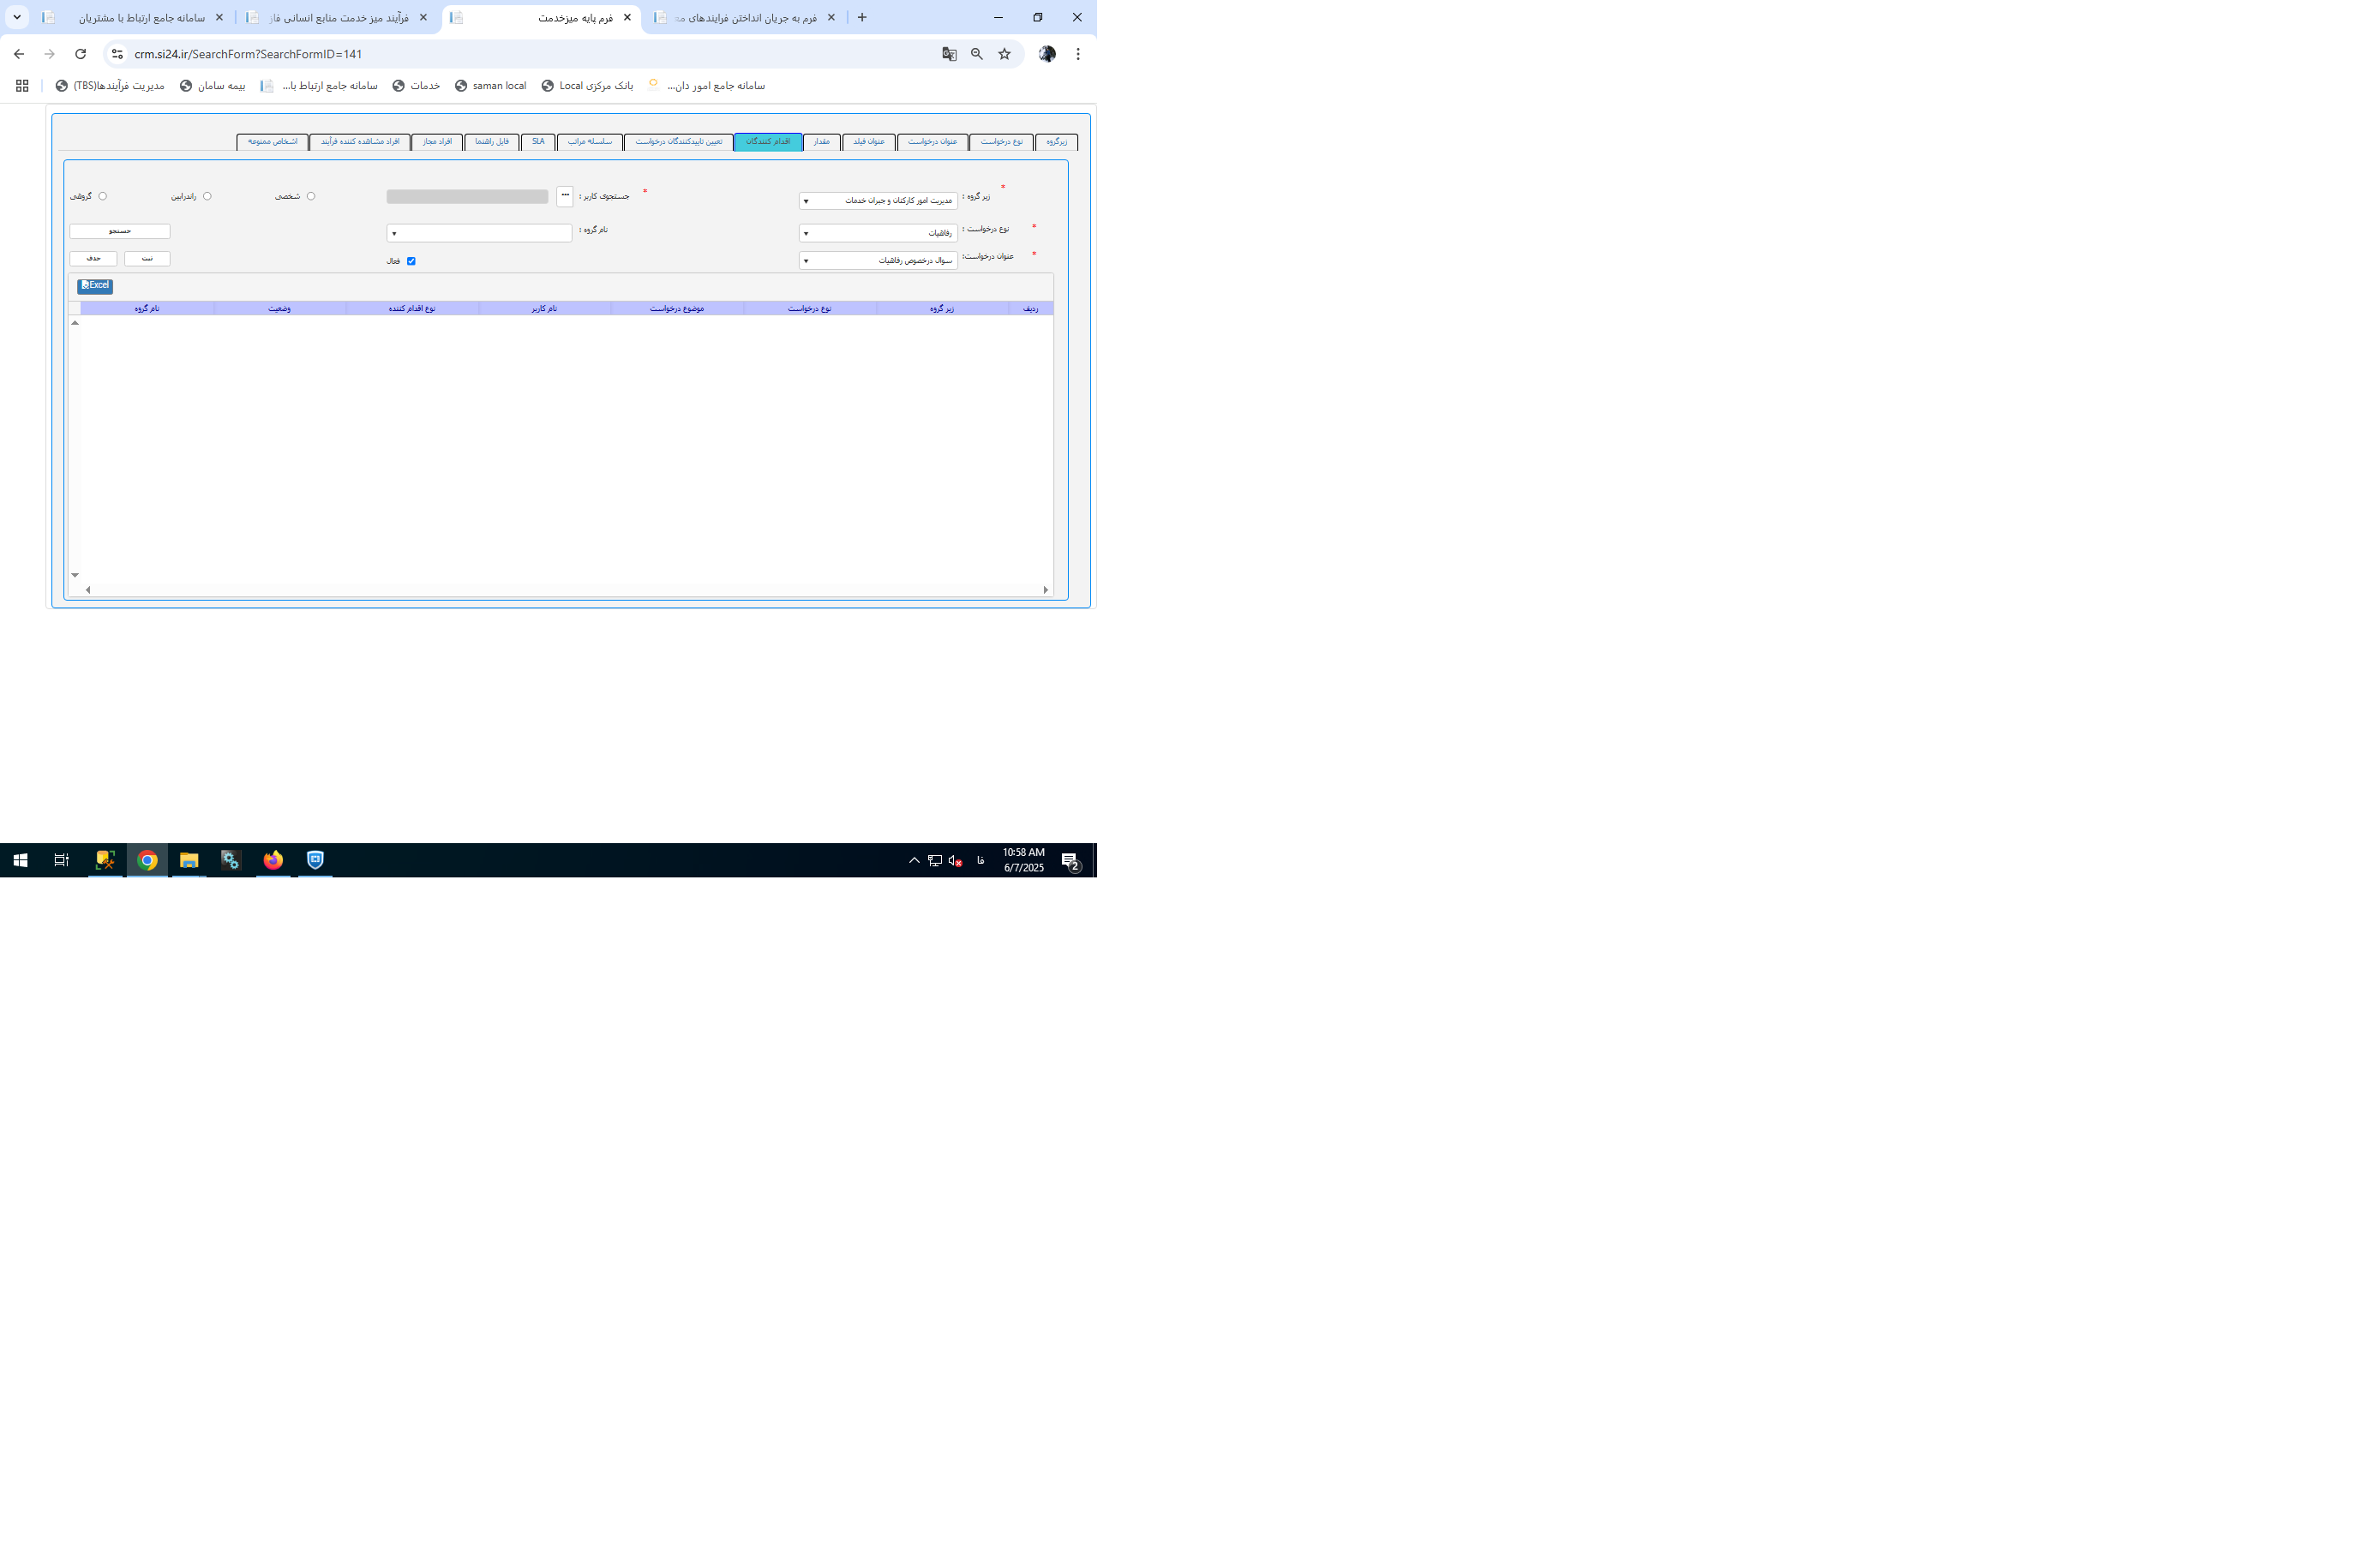 سامانه جامع ارتباط با مشتریان
فرآیند میز خدمت منابع انسانی فاز
فرم پایه میزخدمت
فرم به جریان انداختن فرایندهای
crm.si24.ir/SearchForm?SearchFormID=141
مدیریت فرآیندها(TBS)
بیمه سامان
سامانه جامع ارتباط با...
خدمات
saman local
بانک مرکزی Local
سامانه جامع امور دان...
زیرگروه
نوع درخواست
عنوان درخواست
عنوان فیلد
مقدار
اقدام کنندگان
تعیین تاییدکنندگان درخواست
سلسله مراتب
SLA
فایل راهنما
افراد مجاز
افراد مشاهده کننده فرآیند
اشخاص ممنوعه
* زیر گروه : مدیریت امور کارکنان و جبران خدمات
* جستجوی کاربر : ...
شخصی
راندرابین
گروهی
* نوع درخواست : رفاهیات
نام گروه :
جستجو
* عنوان درخواست: سوال درخصوص رفاهیات
فعال
ثبت
حذف
Excel
ردیف
زیر گروه
نوع درخواست
موضوع درخواست
نام کاربر
نوع اقدام کننده
وضعیت
نام گروه
فا
10:58 AM
6/7/2025
2